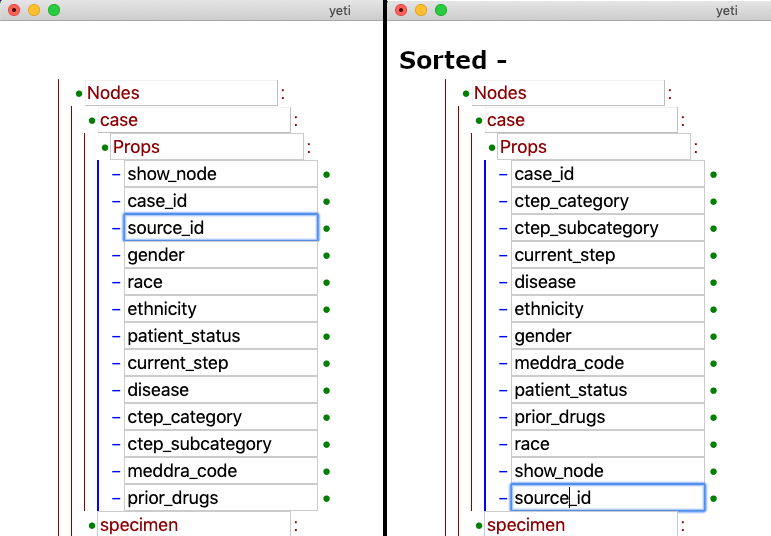 yeti
Nodes :
case :
Props :
– show_node
– case_id
– source_id
– gender
– race
– ethnicity
– patient_status
– current_step
– disease
– ctep_category
– ctep_subcategory
– meddra_code
– prior_drugs
specimen :
yeti
Sorted -
Nodes :
case :
Props :
– case_id
– ctep_category
– ctep_subcategory
– current_step
– disease
– ethnicity
– gender
– meddra_code
– patient_status
– prior_drugs
– race
– show_node
– source_id
specimen :